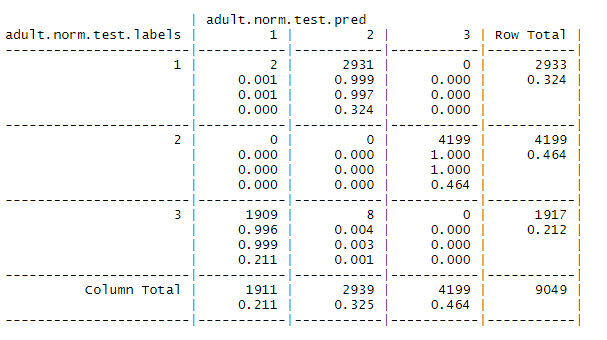 | adult.norm.test.pred
adult.norm.test.labels | 1 | 2 | 3 | Row Total |
-----------------------|-----------|-----------|-----------|-----------|
1 | 2 | 2931 | 0 | 2933 |
| 0.001 | 0.999 | 0.000 | 0.324 |
| 0.001 | 0.997 | 0.000 | |
| 0.000 | 0.324 | 0.000 | |
-----------------------|-----------|-----------|-----------|-----------|
2 | 0 | 0 | 4199 | 4199 |
| 0.000 | 0.000 | 1.000 | 0.464 |
| 0.000 | 0.000 | 1.000 | |
| 0.000 | 0.000 | 0.464 | |
-----------------------|-----------|-----------|-----------|-----------|
3 | 1909 | 8 | 0 | 1917 |
| 0.996 | 0.004 | 0.000 | 0.212 |
| 0.999 | 0.003 | 0.000 | |
| 0.211 | 0.001 | 0.000 | |
-----------------------|-----------|-----------|-----------|-----------|
Column Total | 1911 | 2939 | 4199 | 9049 |
| 0.211 | 0.325 | 0.464 | |
-----------------------|-----------|-----------|-----------|-----------|